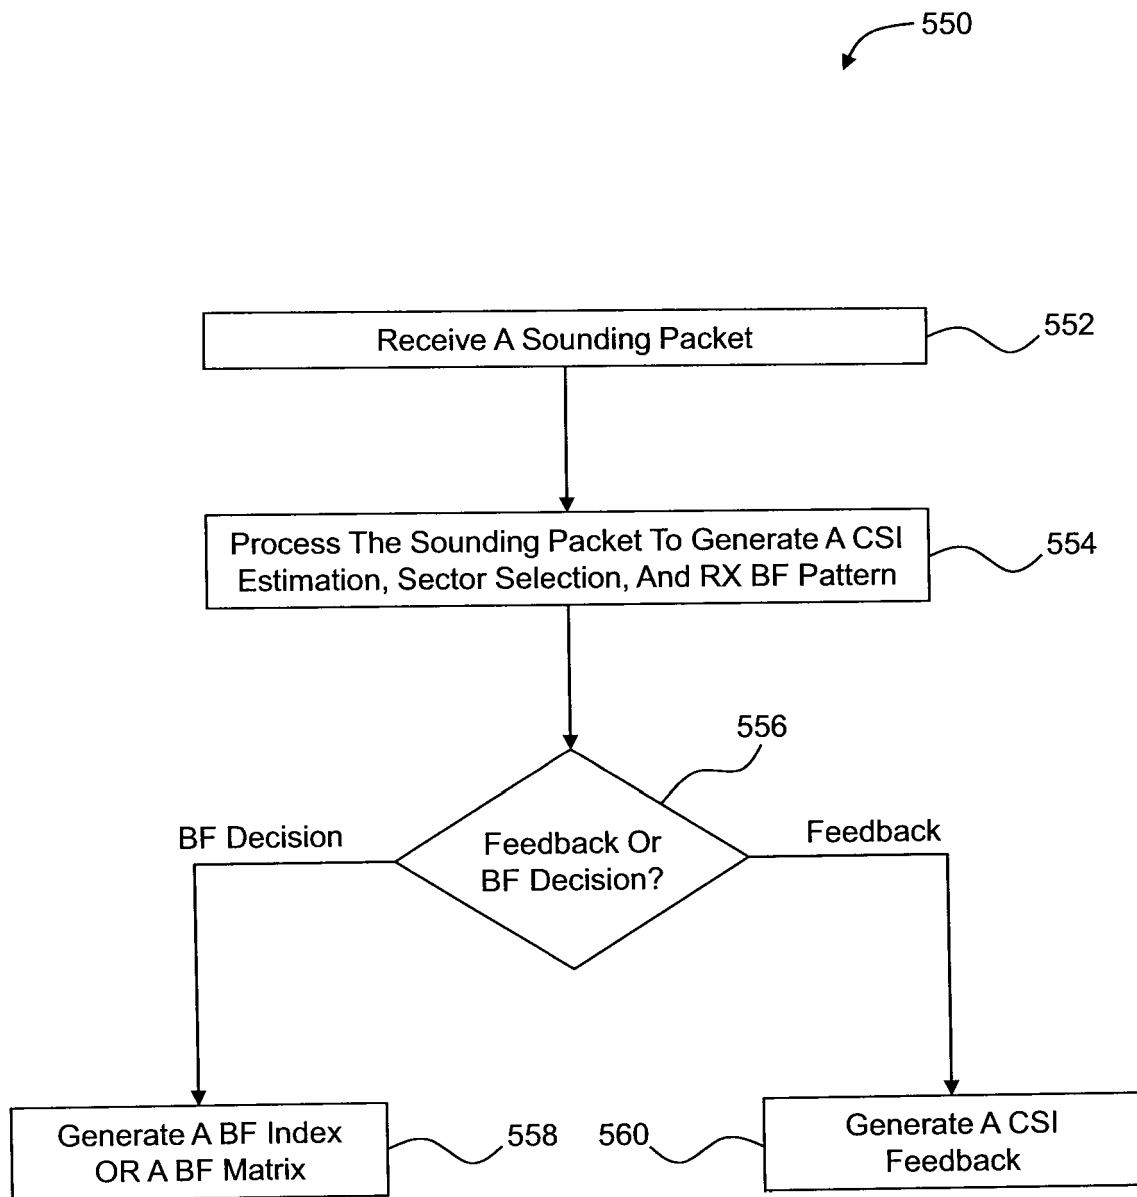 550
Receive A Sounding Packet
552
Process The Sounding Packet To Generate A CSI
Estimation, Sector Selection, And RX BF Pattern
554
556
BF Decision
Feedback Or
BF Decision?
Feedback
Generate A BF Index
OR A BF Matrix
558
560
Generate A CSI
Feedback